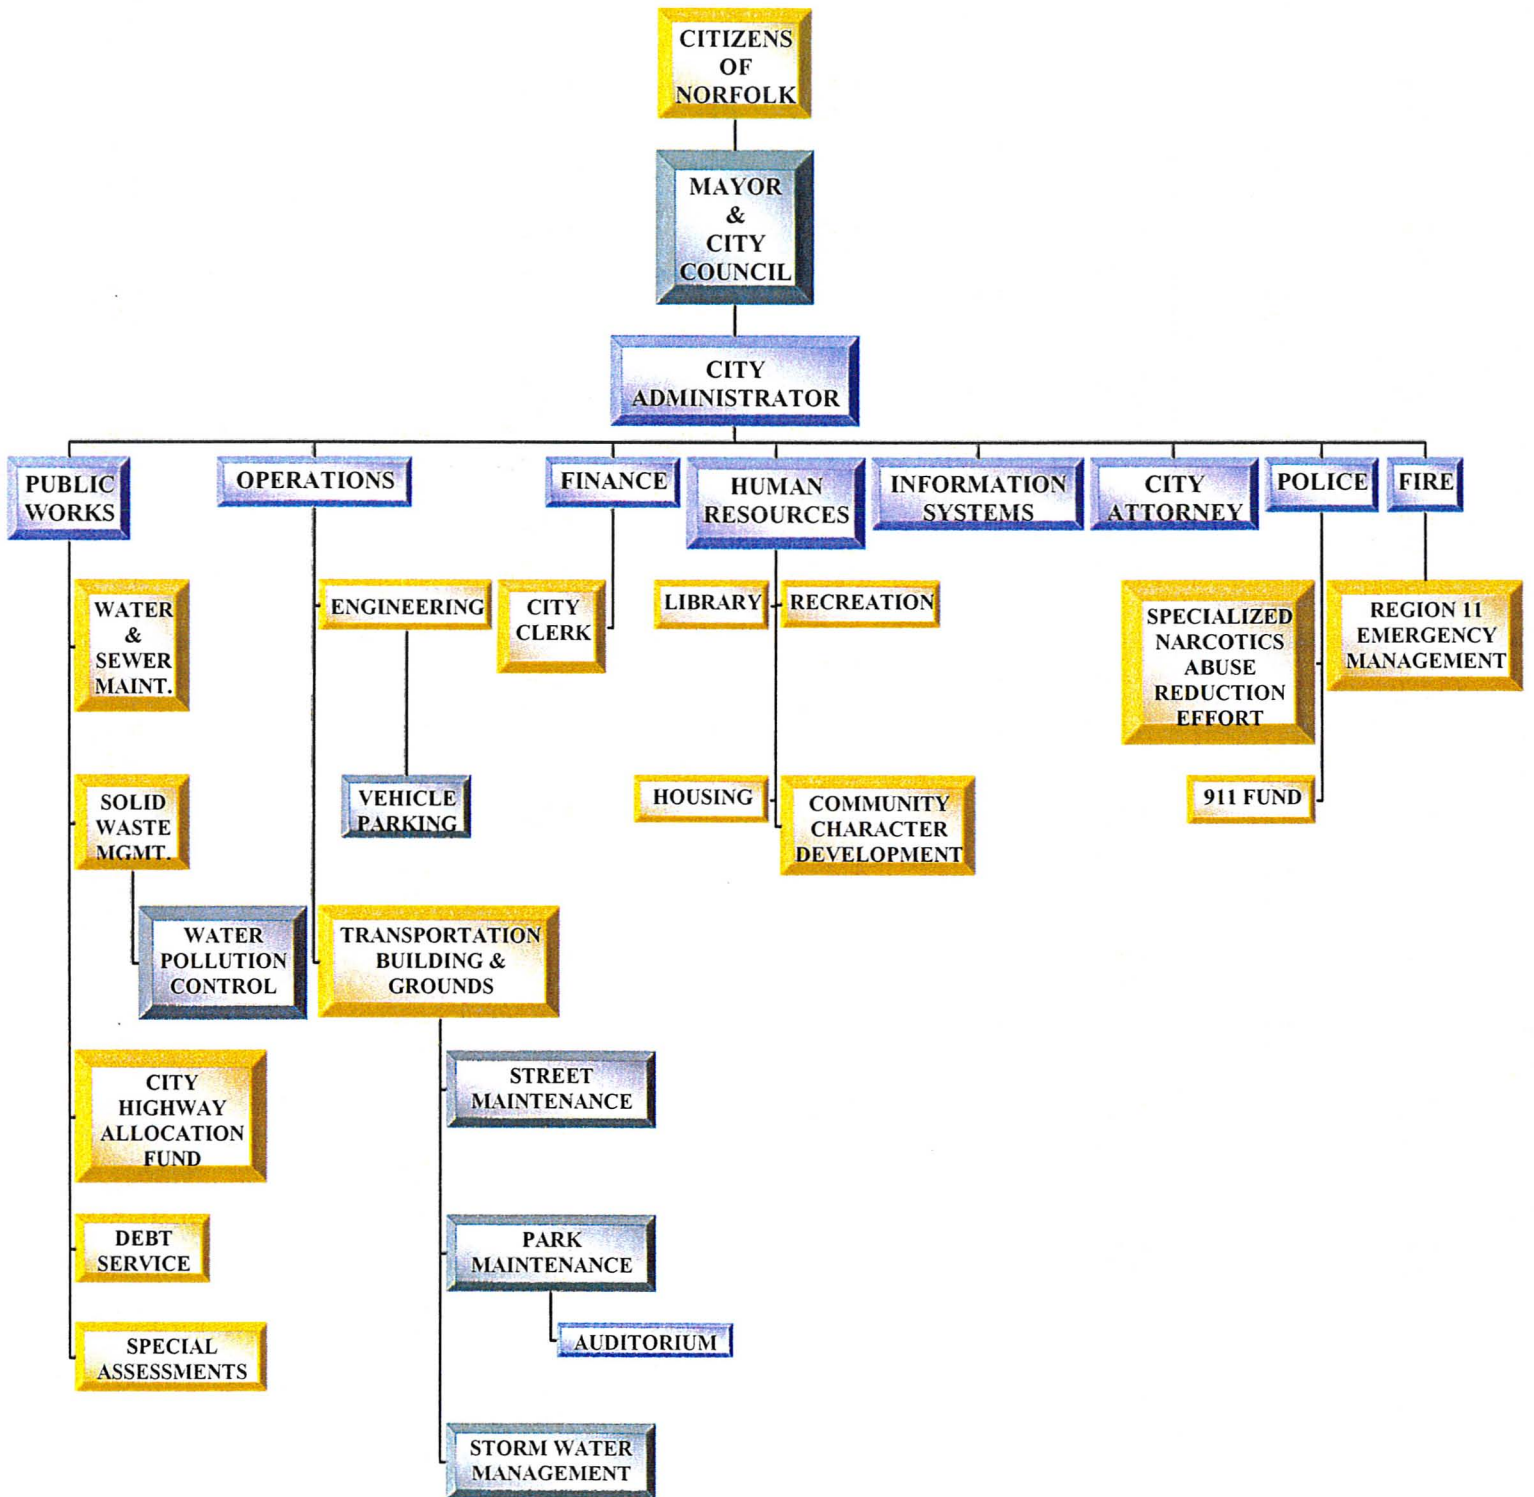 CITIZENS
OF
NORFOLK
MAYOR
&
CITY
COUNCIL
CITY
ADMINISTRATOR
PUBLIC
WORKS
OPERATIONS
FINANCE
HUMAN
RESOURCES
INFORMATION
SYSTEMS
CITY
ATTORNEY
POLICE
FIRE
WATER
&
SEWER
MAINT.
ENGINEERING
CITY
CLERK
LIBRARY
RECREATION
SPECIALIZED
NARCOTICS
ABUSE
REDUCTION
EFFORT
REGION 11
EMERGENCY
MANAGEMENT
SOLID
WASTE
MGMT.
VEHICLE
PARKING
HOUSING
COMMUNITY
CHARACTER
DEVELOPMENT
911 FUND
WATER
POLLUTION
CONTROL
TRANSPORTATION
BUILDING &
GROUNDS
CITY
HIGHWAY
ALLOCATION
FUND
STREET
MAINTENANCE
DEBT
SERVICE
PARK
MAINTENANCE
SPECIAL
ASSESSMENTS
AUDITORIUM
STORM WATER
MANAGEMENT